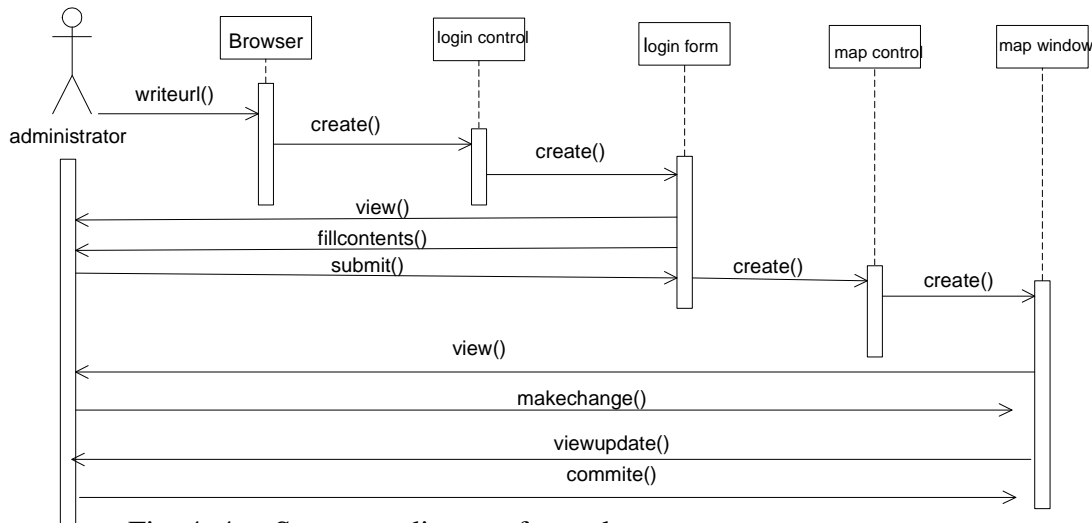 Browser
login control
login form
map control
map window
writeurl()
administrator
create()
create()
view()
fillcontents()
submit()
create()
create()
view()
makechange()
viewupdate()
commite()